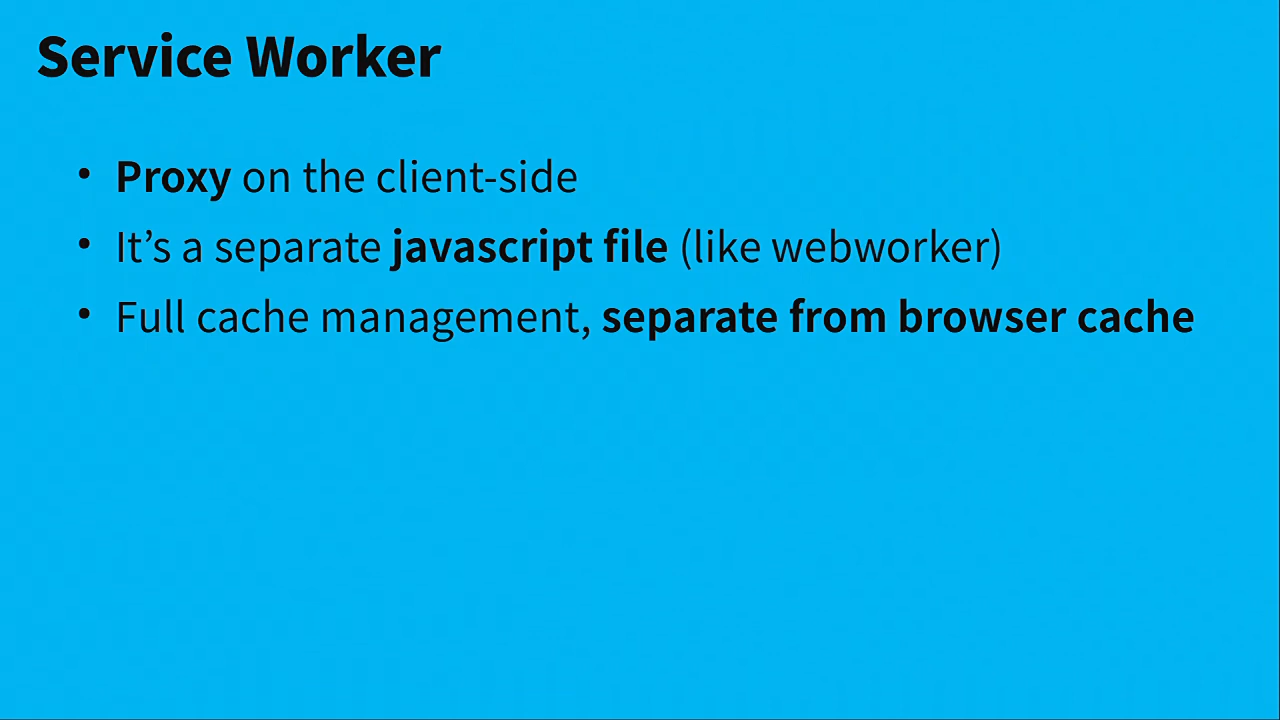 Service Worker
• Proxy on the client-side
• It’s a separate javascript file (like webworker)
• Full cache management, separate from browser cache